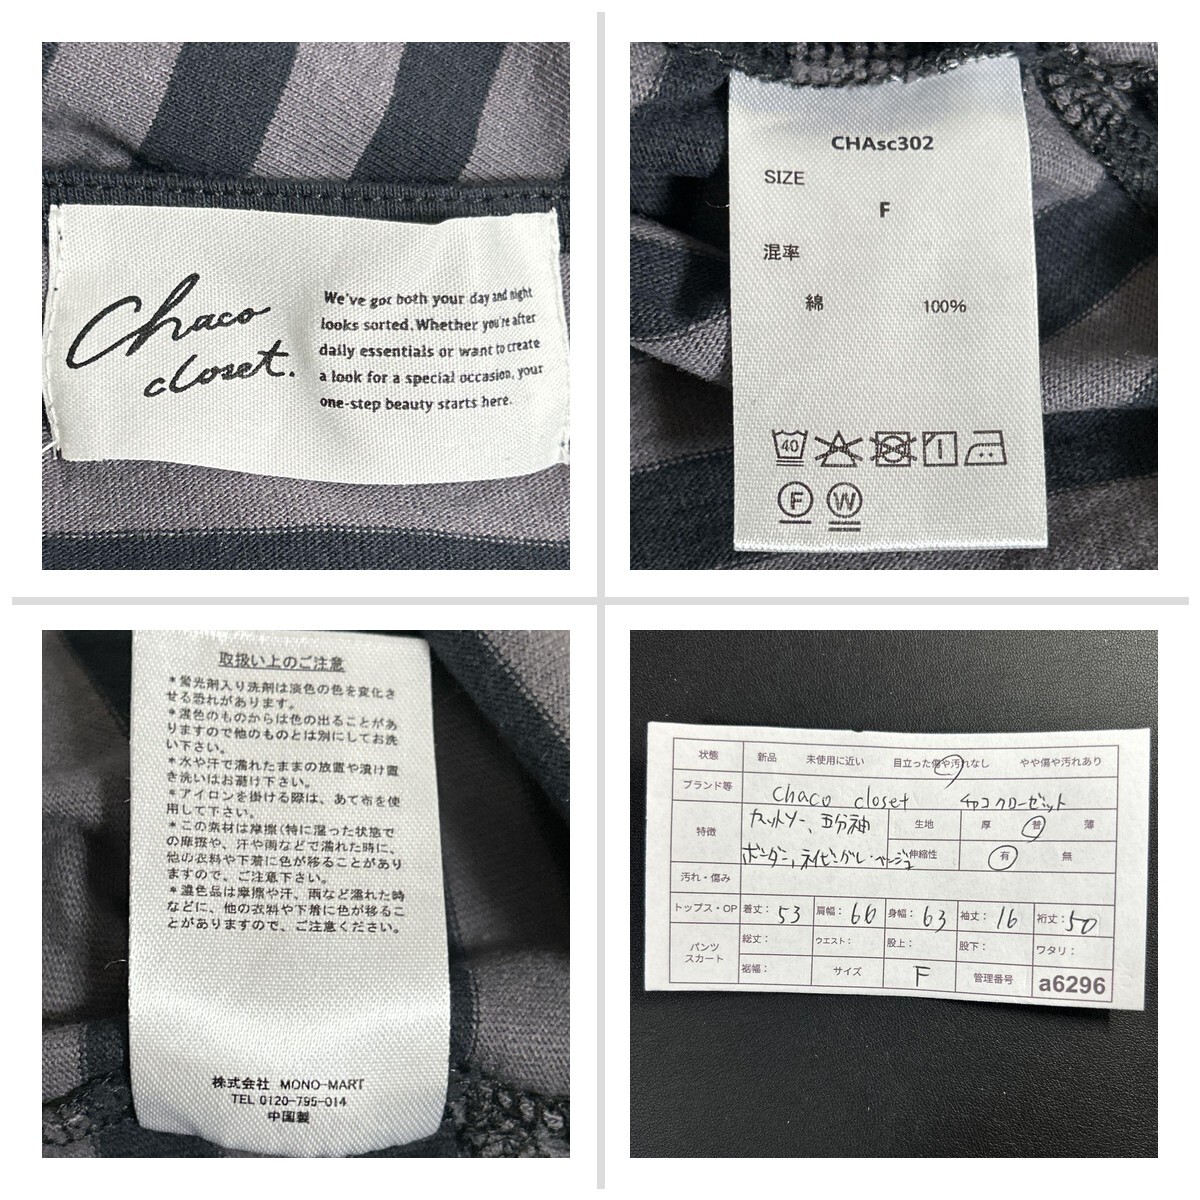 Chaco
closet.
We've got both your day and night
looks sorted. Whether you're after
daily essentials or want to create
a look for a special occasion, your
one-step beauty starts here.
CHAsc302
SIZE
F
混率
綿 100%
40
F W
取扱い上のご注意
*蛍光剤入り洗剤は淡色の色を変化さ
せる恐れがあります。
*濃色のものからは色の出ることがあ
りますので他のものとは別にしてお洗
い下さい。
*水や汗で濡れたままの放置や漬け置
き洗いはお避け下さい。
*アイロンを掛ける際は、あて布を使
用して下さい。
*この素材は摩擦(特に湿った状態で
の摩擦や、汗や雨などで濡れた時、
他の衣料や下着に色が移ることがあり
ますので、ご注意下さい。
*濃色品は摩擦や汗、雨など濡れた時
などに、他の衣料や下着に色が移るこ
とがありますので、ご注意ください。
株式会社 MONO-MART
TEL 0120-795-014
中国製
状態 新品 未使用に近い 目立った傷や汚れなし やや傷や汚れあり
ブランド等 chaco closet チャコクローゼット
特徴 カットソー、五分袖 生地 厚 普 薄
ボーダー, ネイビー グレー・ベージュ 伸縮性 有 無
汚れ・傷み
トップス・OP 着丈: 53 肩幅: 60 身幅: 63 袖丈: 16 裄丈: 50
パンツ スカート 総丈: ウエスト: 股上: 股下: ワタリ:
裾幅: サイズ F 管理番号 a6296